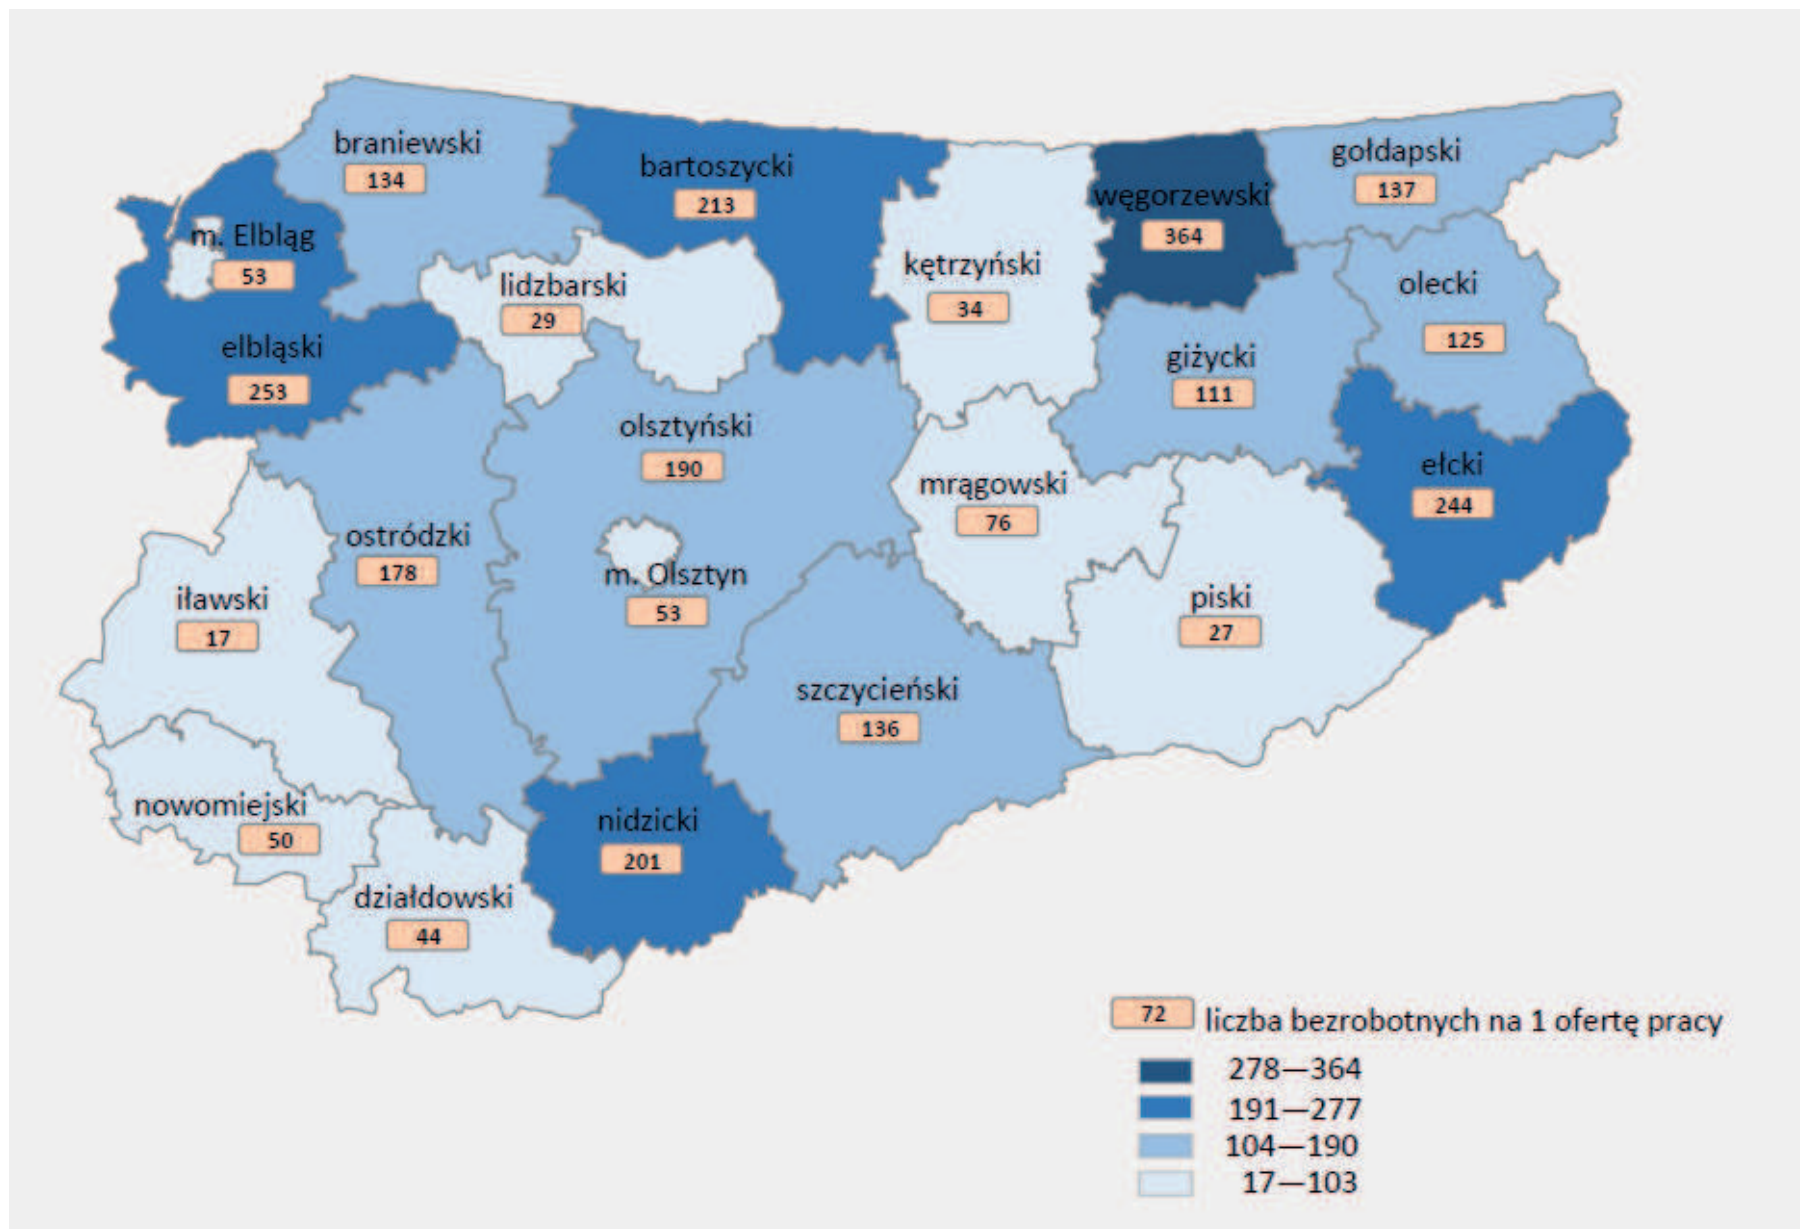 braniewski
134
bartoszycki
213
gołdapski
137
węgorzewski
364
m. Elbląg
53
lidzbarski
29
kętrzyński
34
olecki
125
elbląski
253
giżycki
111
olsztyński
190
mrągowski
76
ełcki
244
ostródzki
178
m. Olsztyn
53
iławski
17
piski
27
szczycieński
136
nowomiejski
50
nidzicki
201
działdowski
44
72 liczba bezrobotnych na 1 ofertę pracy
278—364
191—277
104—190
17—103